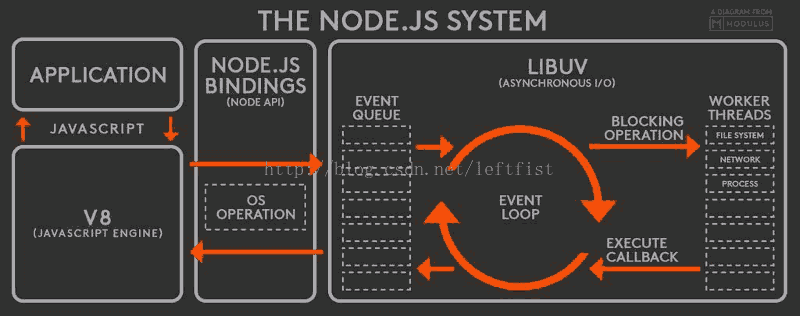 THE NODE.JS SYSTEM
A DIAGRAM FROM
MODULUS
APPLICATION
JAVASCRIPT
V8
(JAVASCRIPT ENGINE)
NODE.JS
BINDINGS
(NODE API)
OS
OPERATION
LIBUV
(ASYNCHRONOUS I/O)
EVENT
QUEUE
EVENT
LOOP
BLOCKING
OPERATION
EXECUTE
CALLBACK
WORKER
THREADS
FILE SYSTEM
NETWORK
PROCESS
http://blog.csdn.net/leftfist